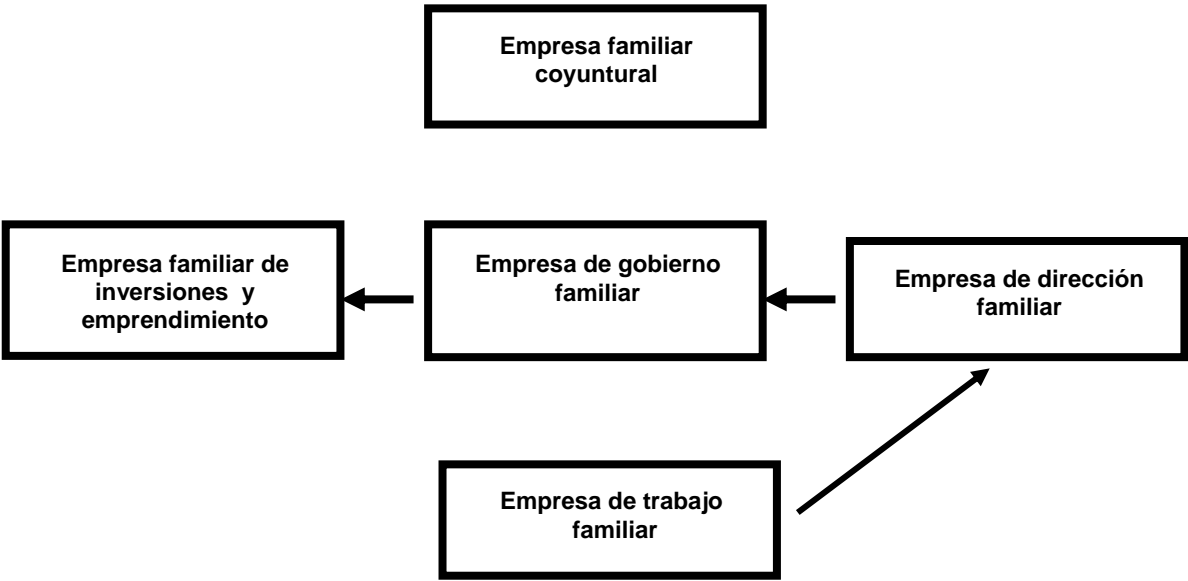 Empresa familiar
coyuntural
Empresa familiar de
inversiones y
emprendimiento
Empresa de gobierno
familiar
Empresa de dirección
familiar
Empresa de trabajo
familiar